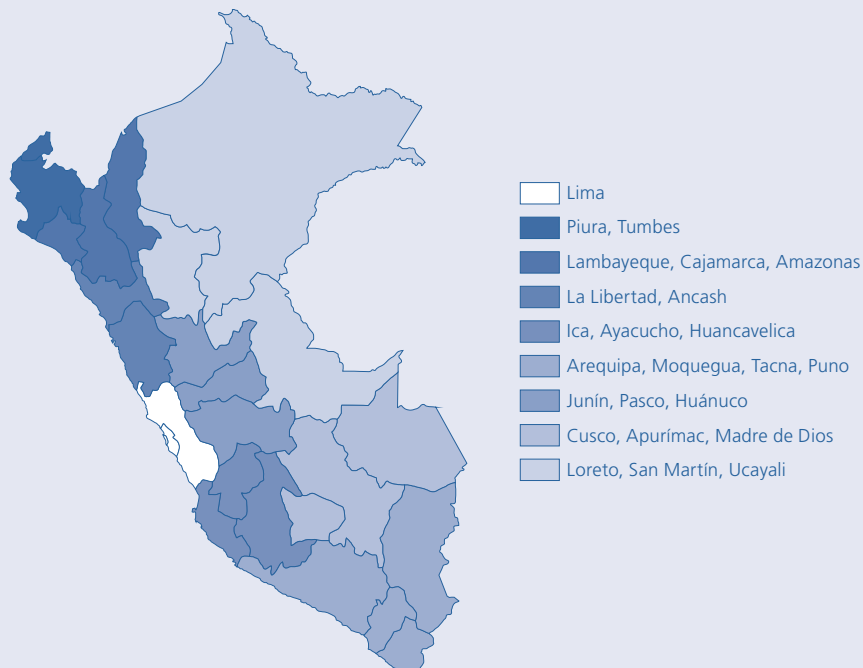 Lima
Piura, Tumbes
Lambayeque, Cajamarca, Amazonas
La Libertad, Ancash
Ica, Ayacucho, Huancavelica
Arequipa, Moquegua, Tacna, Puno
Junín, Pasco, Huánuco
Cusco, Apurímac, Madre de Dios
Loreto, San Martín, Ucayali